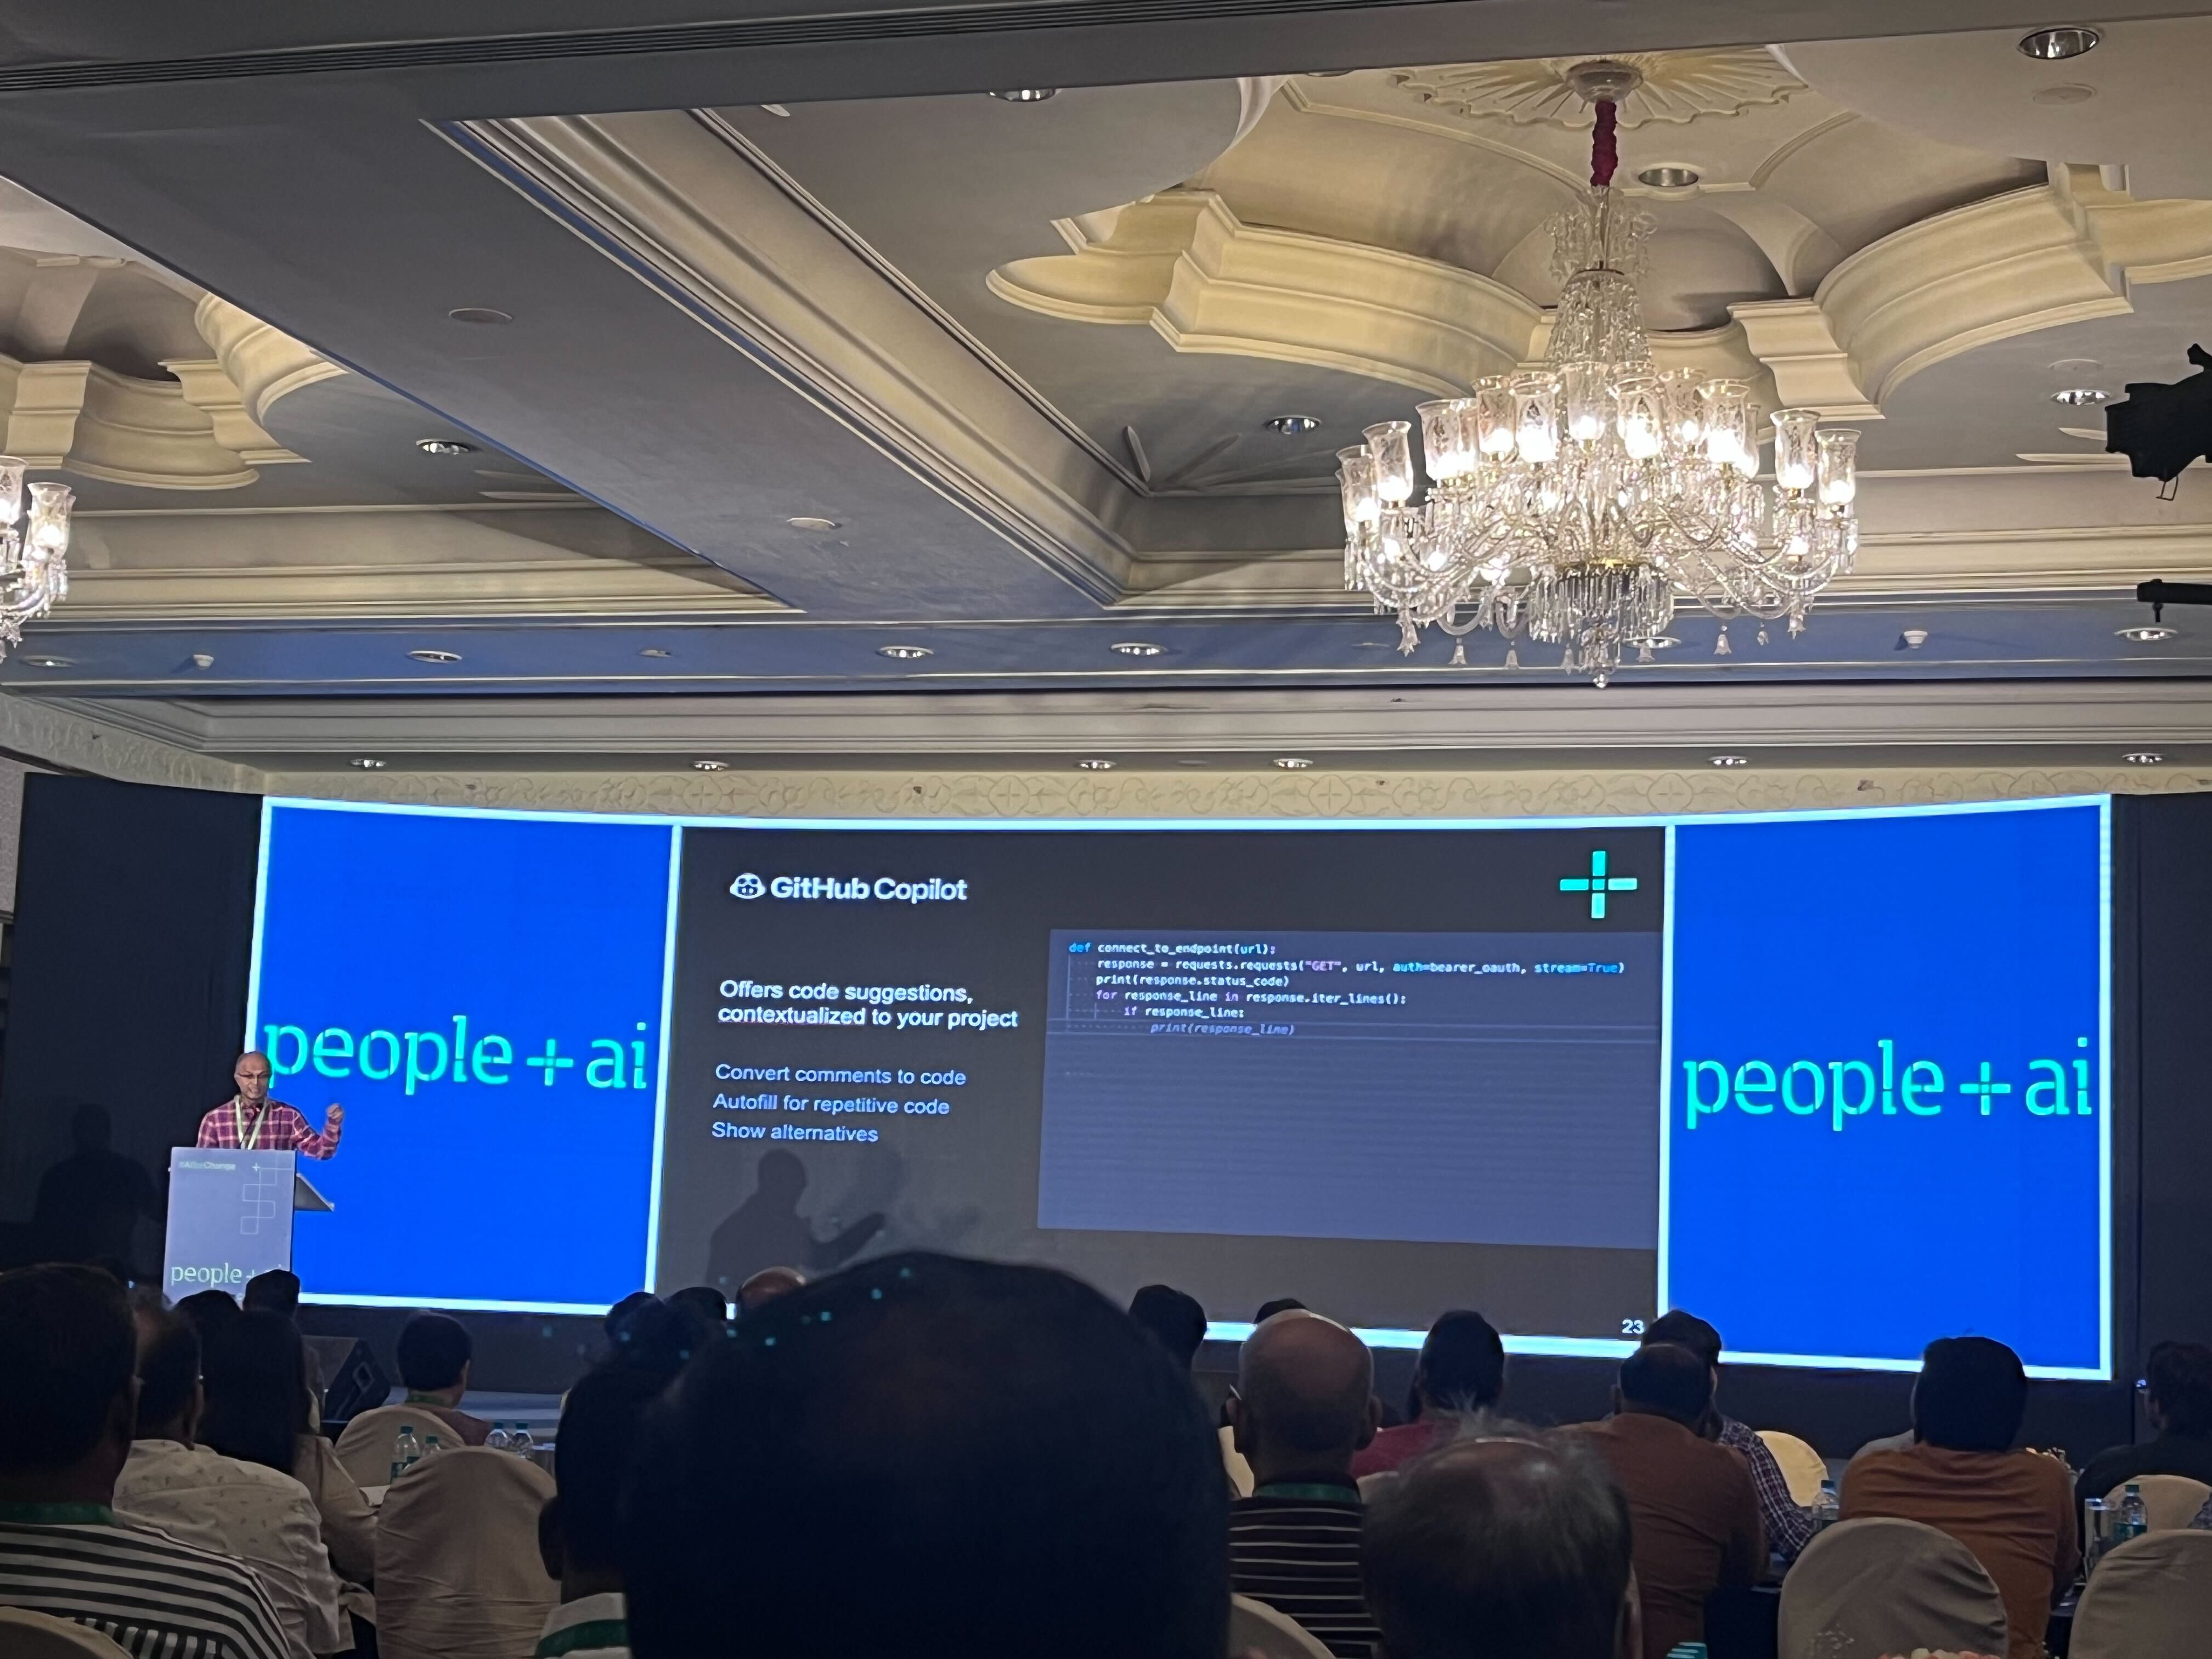 people + ai
GitHub Copilot
Offers code suggestions,
contextualized to your project
Convert comments to code
Autofill for repetitive code
Show alternatives
def connect_to_endpoint(url):
response = requests.requests("GET", url, auth=bearer_oauth, stream=True)
print(response.status_code)
for response_line in response.iter_lines():
if response_line:
print(response_line)
23
people + ai
people +